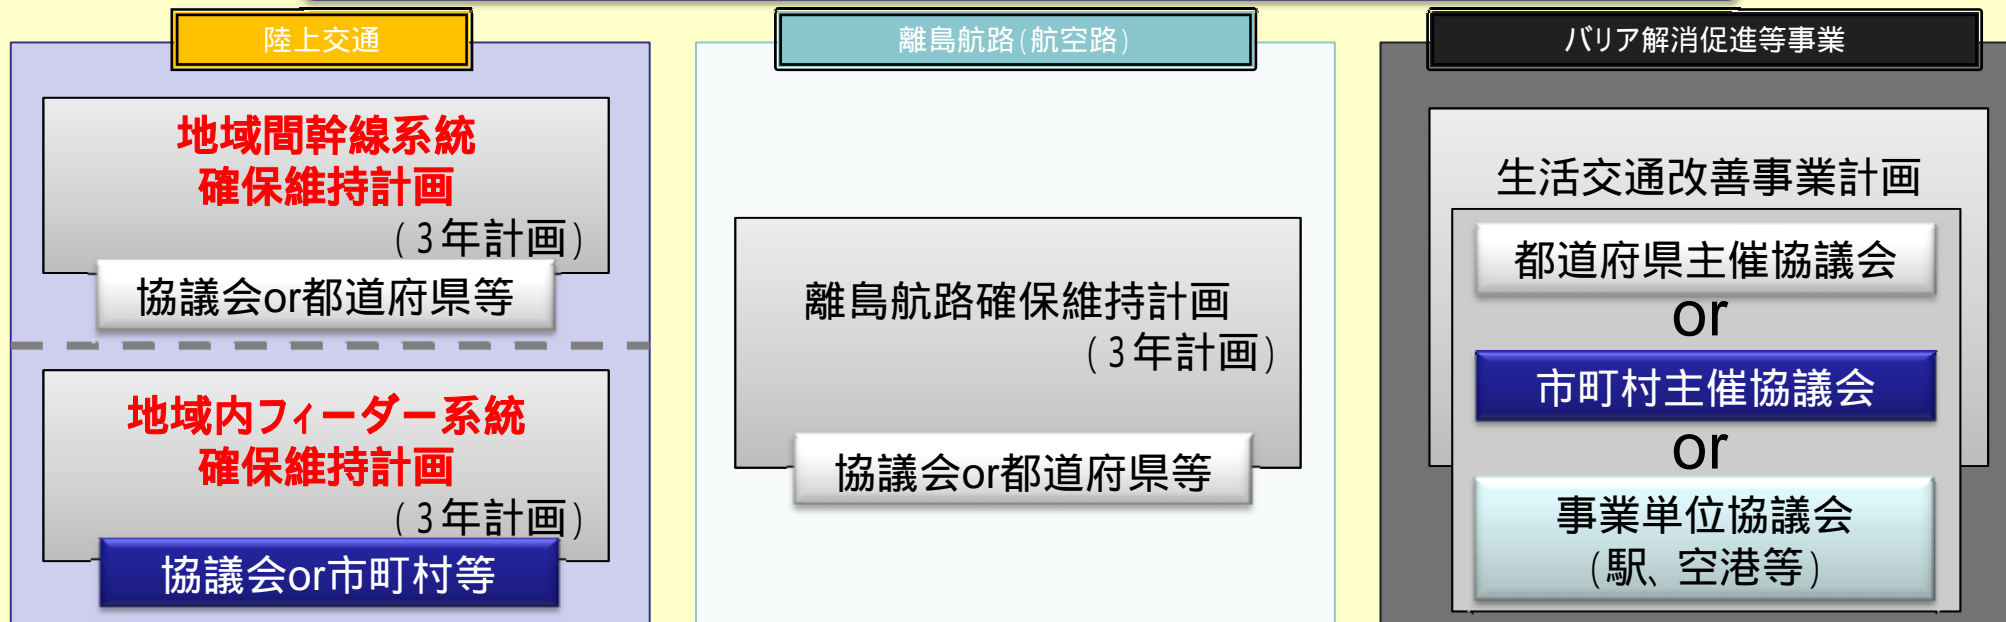 陸上交通
地域間幹線系統
確保維持計画
(3年計画)
協議会or都道府県等
地域内フィーダー系統
確保維持計画
(3年計画)
協議会or市町村等
離島航路(航空路)
離島航路確保維持計画
(3年計画)
協議会or都道府県等
バリア解消促進等事業
生活交通改善事業計画
都道府県主催協議会
or
市町村主催協議会
or
事業単位協議会
(駅、空港等)